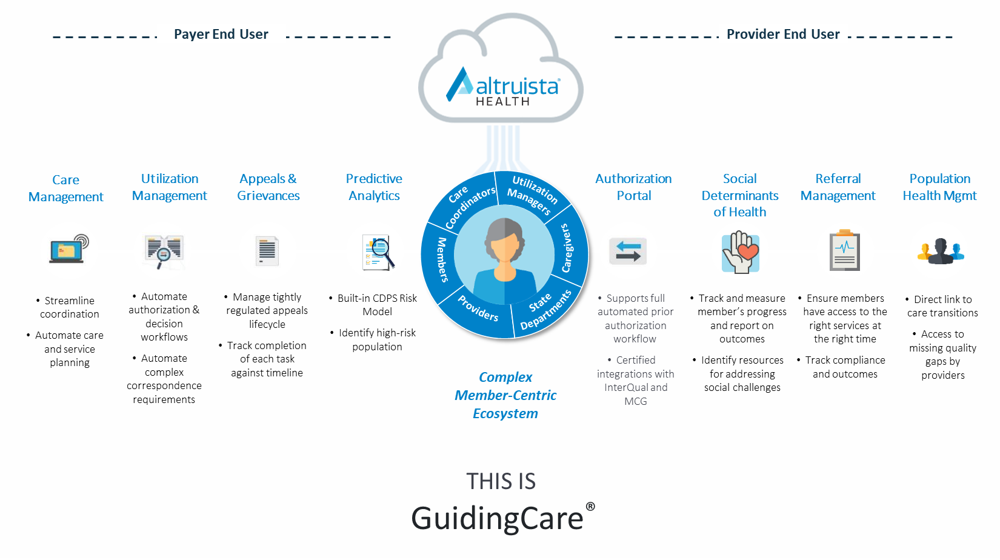 Payer End User
Provider End User
altruista®
HEALTH
Care
Management
• Streamline
coordination
• Automate care
and service
planning
Utilization
Management
• Automate
authorization &
decision
workflows
• Automate
complex
correspondence
requirements
Appeals &
Grievances
• Manage tightly
regulated appeals
lifecycle
• Track completion
of each task
against timeline
Predictive
Analytics
• Built-in CDPS Risk
Model
• Identify high-risk
population
Care
Coordinators
Utilization
Managers
Caregivers
State
Departments
Providers
Members
Complex
Member-Centric
Ecosystem
Authorization
Portal
• Supports full
automated prior
authorization
workflow
• Certified
integrations with
InterQual and
MCG
Social
Determinants
of Health
• Track and measure
member’s progress
and report on
outcomes
• Identify resources
for addressing
social challenges
Referral
Management
• Ensure members
have access to the
right services at
the right time
• Track compliance
and outcomes
Population
Health Mgmt
• Direct link to
care transitions
• Access to
missing quality
gaps by
providers
THIS IS
GuidingCare®